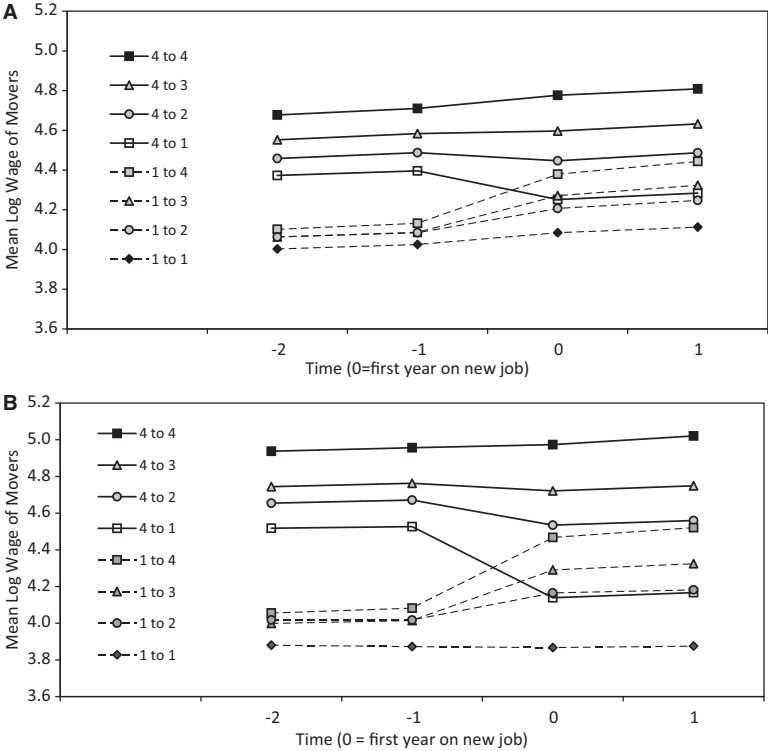 A
5.2
5.0
4.8
4.6
4.4
4.2
4.0
3.8
3.6
Mean Log Wage of Movers
4 to 4
4 to 3
4 to 2
4 to 1
1 to 4
1 to 3
1 to 2
1 to 1
-2 -1 0 1
Time (0=first year on new job)
B
5.2
5.0
4.8
4.6
4.4
4.2
4.0
3.8
3.6
Mean Log Wage of Movers
4 to 4
4 to 3
4 to 2
4 to 1
1 to 4
1 to 3
1 to 2
1 to 1
-2 -1 0 1
Time (0 = first year on new job)